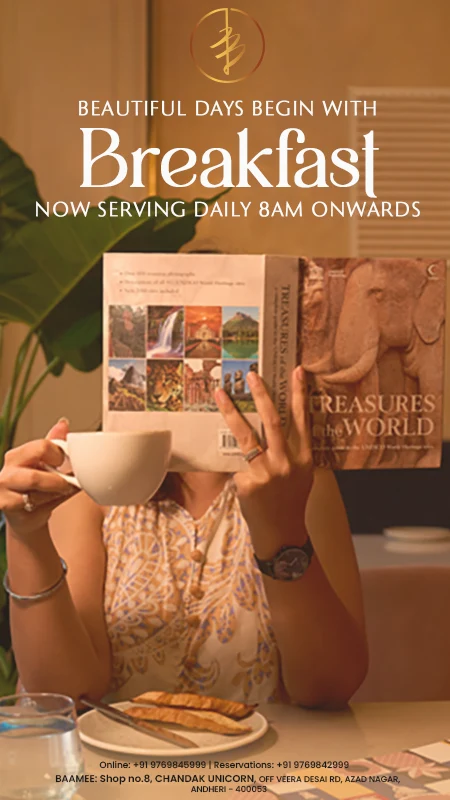 BEAUTIFUL DAYS BEGIN WITH
Breakfast
NOW SERVING DAILY 8AM ONWARDS
TREASURES of the WORLD
TREASURES
of the WORLD
Online: +91 9769845999 | Reservations: +91 9769842999
BAAMEE: Shop no.8, CHANDAK UNICORN, OFF VEERA DESAI RD, AZAD NAGAR,
ANDHERI - 400053